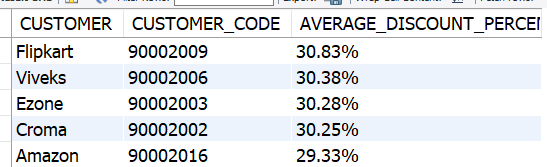 CUSTOMER CUSTOMER_CODE AVERAGE_DISCOUNT_PERCEN
Flipkart 90002009 30.83%
Viveks 90002006 30.38%
Ezone 90002003 30.28%
Croma 90002002 30.25%
Amazon 90002016 29.33%